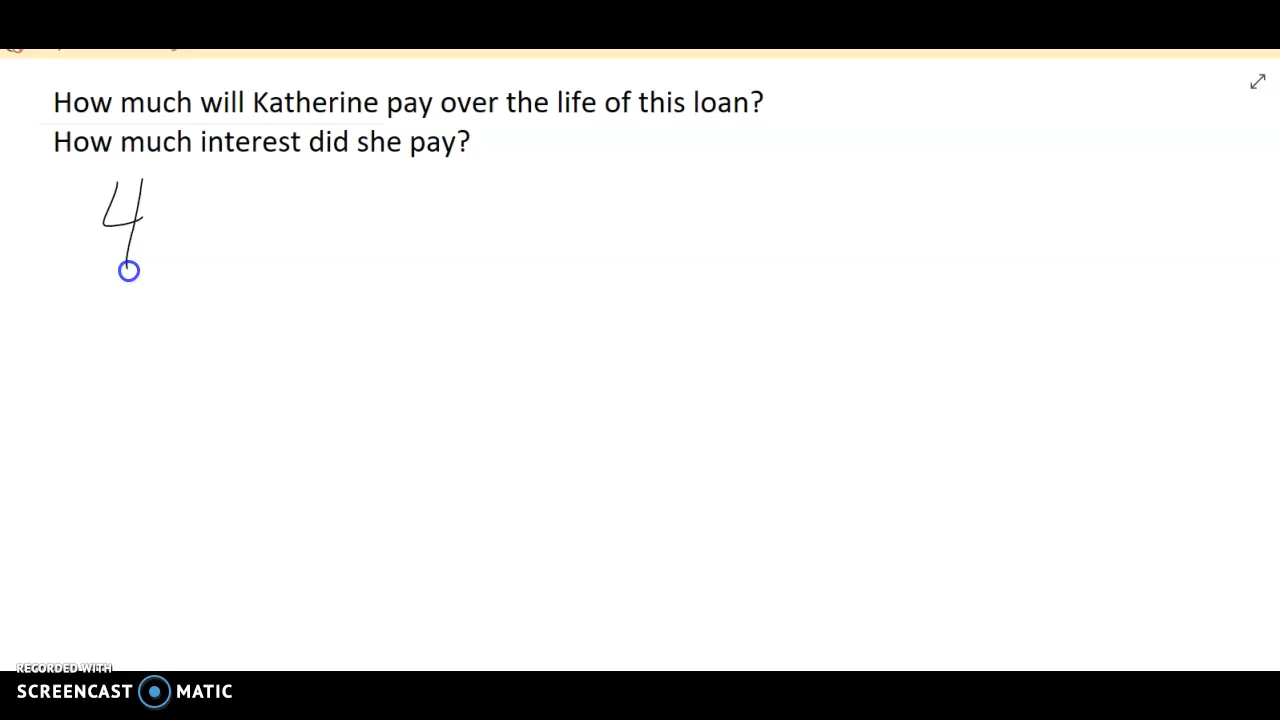 How much will Katherine pay over the life of this loan?
How much interest did she pay?
4
RECORDED WITH
SCREENCAST MATIC